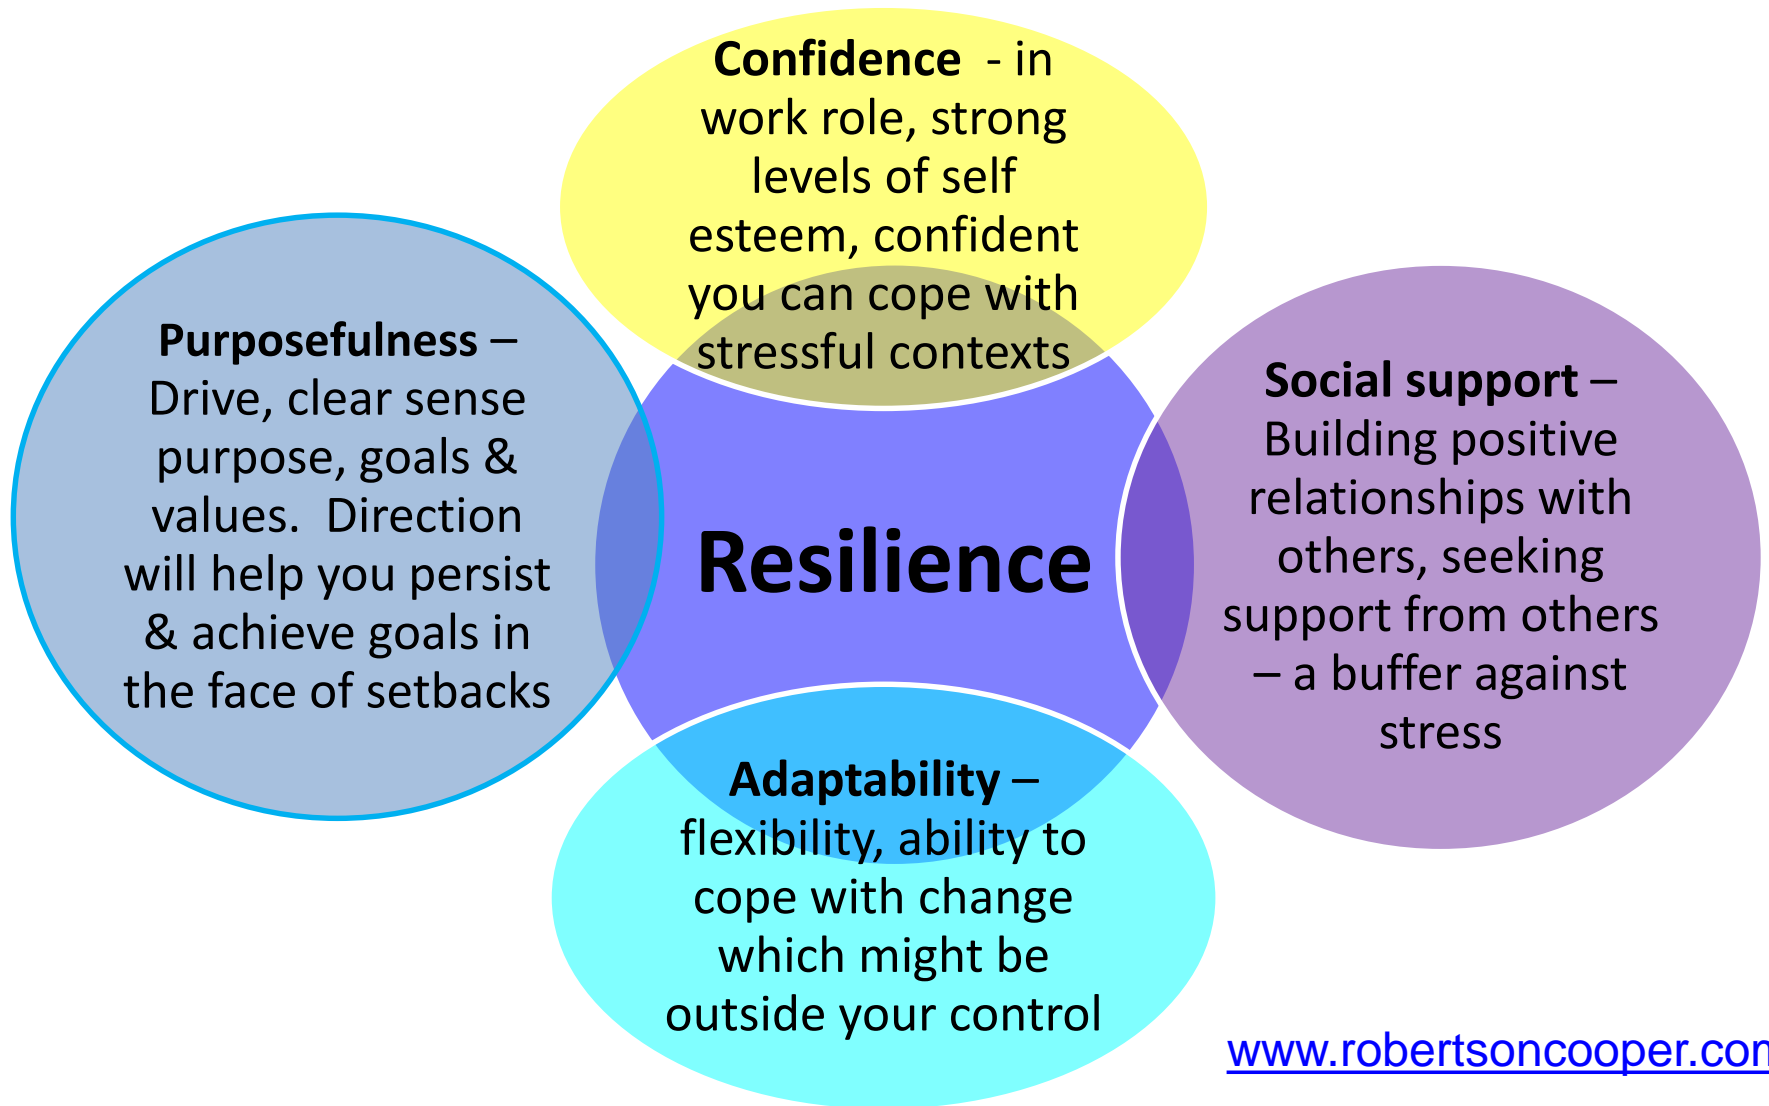 Confidence - in
work role, strong
levels of self
esteem, confident
you can cope with
stressful contexts
Purposefulness –
Drive, clear sense
purpose, goals &
values. Direction
will help you persist
& achieve goals in
the face of setbacks
Resilience
Social support –
Building positive
relationships with
others, seeking
support from others
– a buffer against
stress
Adaptability –
flexibility, ability to
cope with change
which might be
outside your control
www.robertsoncooper.com